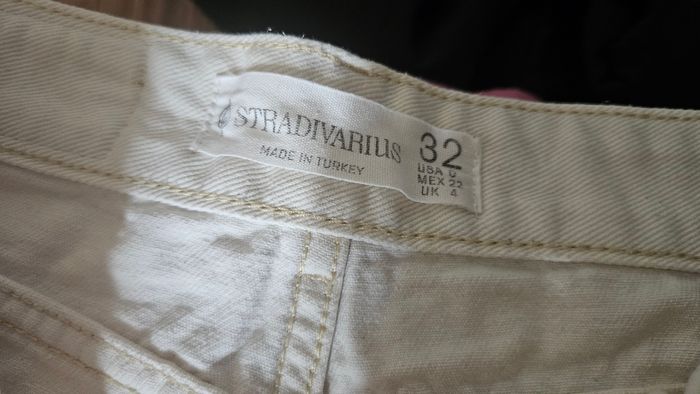 STRADIVARIUS
MADE IN TURKEY
32
USA 0
MEX 22
UK 4